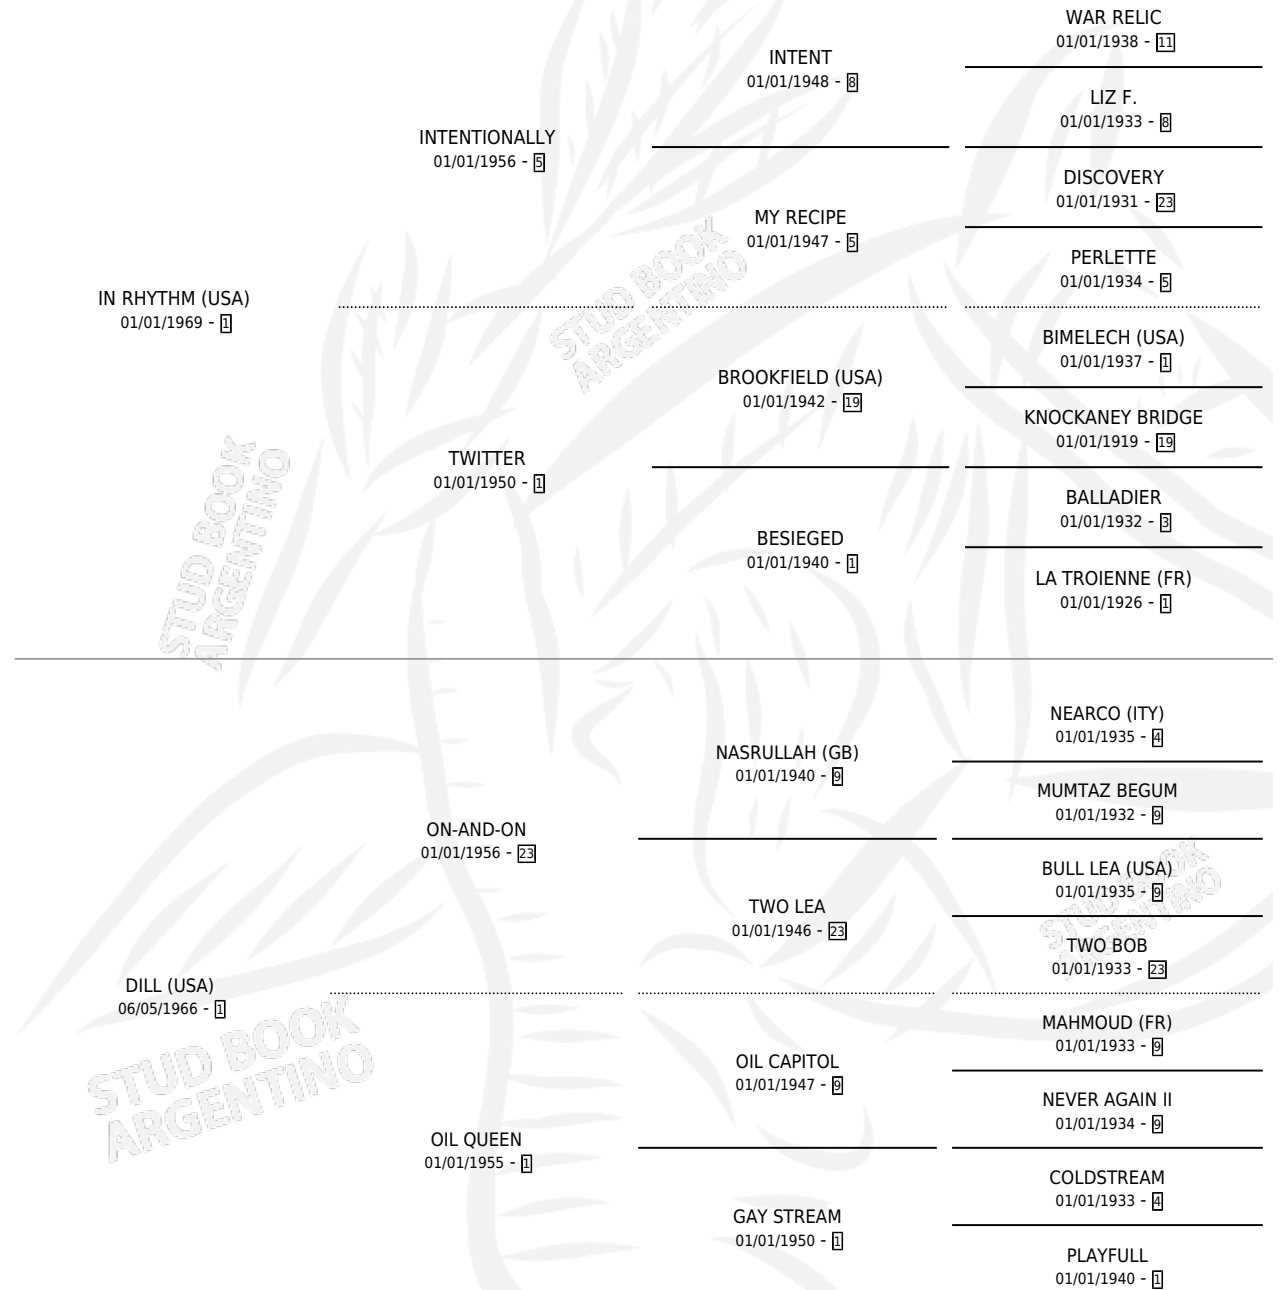 WAR RELIC
01/01/1938 - 11
INTENT
01/01/1948 - 8
LIZ F.
01/01/1933 - 8
INTENTIONALLY
01/01/1956 - 5
DISCOVERY
01/01/1931 - 23
MY RECIPE
01/01/1947 - 5
PERLETTE
01/01/1934 - 5
IN RHYTHM (USA)
01/01/1969 - 1
STUD BOOK
ARGENTINO
BIMELECH (USA)
01/01/1937 - 1
BROOKFIELD (USA)
01/01/1942 - 19
KNOCKANEY BRIDGE
01/01/1919 - 19
TWITTER
01/01/1950 - 1
BALLADIER
01/01/1932 - 3
BESIEGED
01/01/1940 - 1
LA TROIENNE (FR)
01/01/1926 - 1
STUD BOOK
ARGENTINO
NEARCO (ITY)
01/01/1935 - 4
NASRULLAH (GB)
01/01/1940 - 9
MUMTAZ BEGUM
01/01/1932 - 9
ON-AND-ON
01/01/1956 - 23
BULL LEA (USA)
01/01/1935 - 9
TWO LEA
01/01/1946 - 23
STUD BOOK
ARGENTINO
TWO BOB
01/01/1933 - 23
DILL (USA)
06/05/1966 - 1
MAHMOUD (FR)
01/01/1933 - 9
OIL CAPITOL
01/01/1947 - 9
STUD BOOK
ARGENTINO
NEVER AGAIN II
01/01/1934 - 9
OIL QUEEN
01/01/1955 - 1
COLDSTREAM
01/01/1933 - 4
GAY STREAM
01/01/1950 - 1
PLAYFULL
01/01/1940 - 1